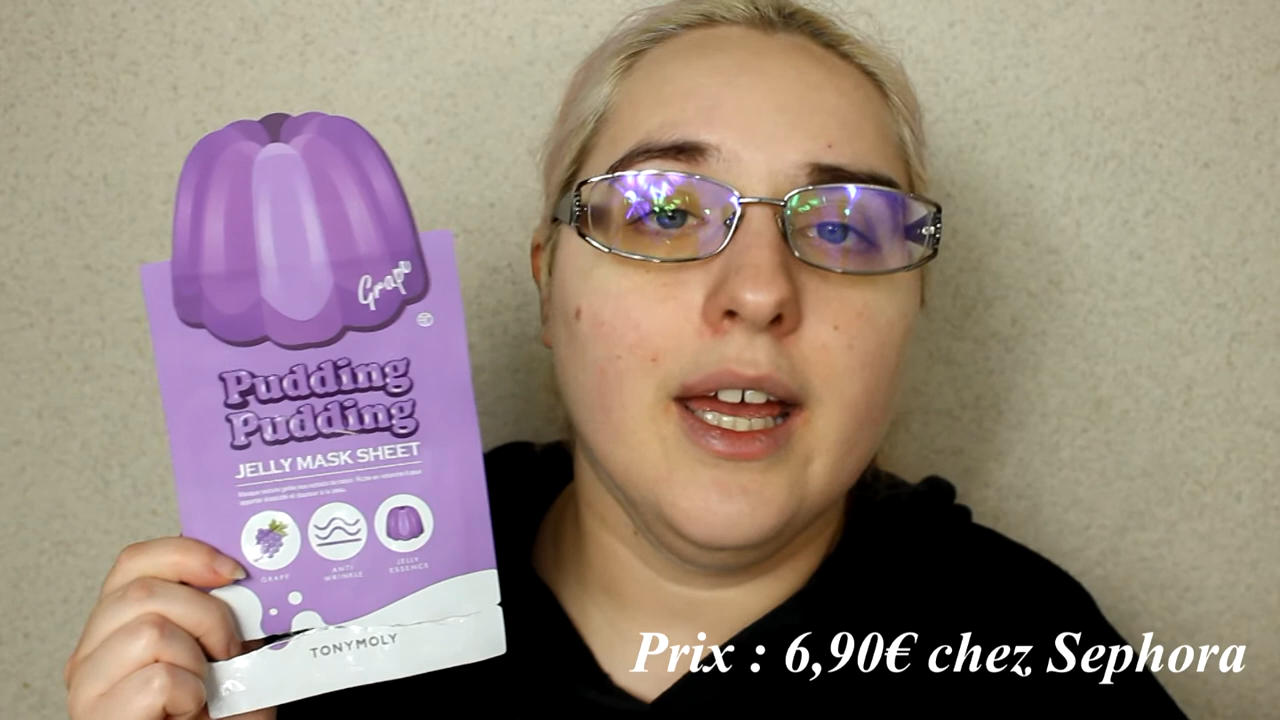 Grape
Pudding
Pudding
JELLY MASK SHEET
GRAPE
ANTI
WRINKLE
JELLY
ESSENCE
TONYMOLY
Prix : 6,90€ chez Sephora